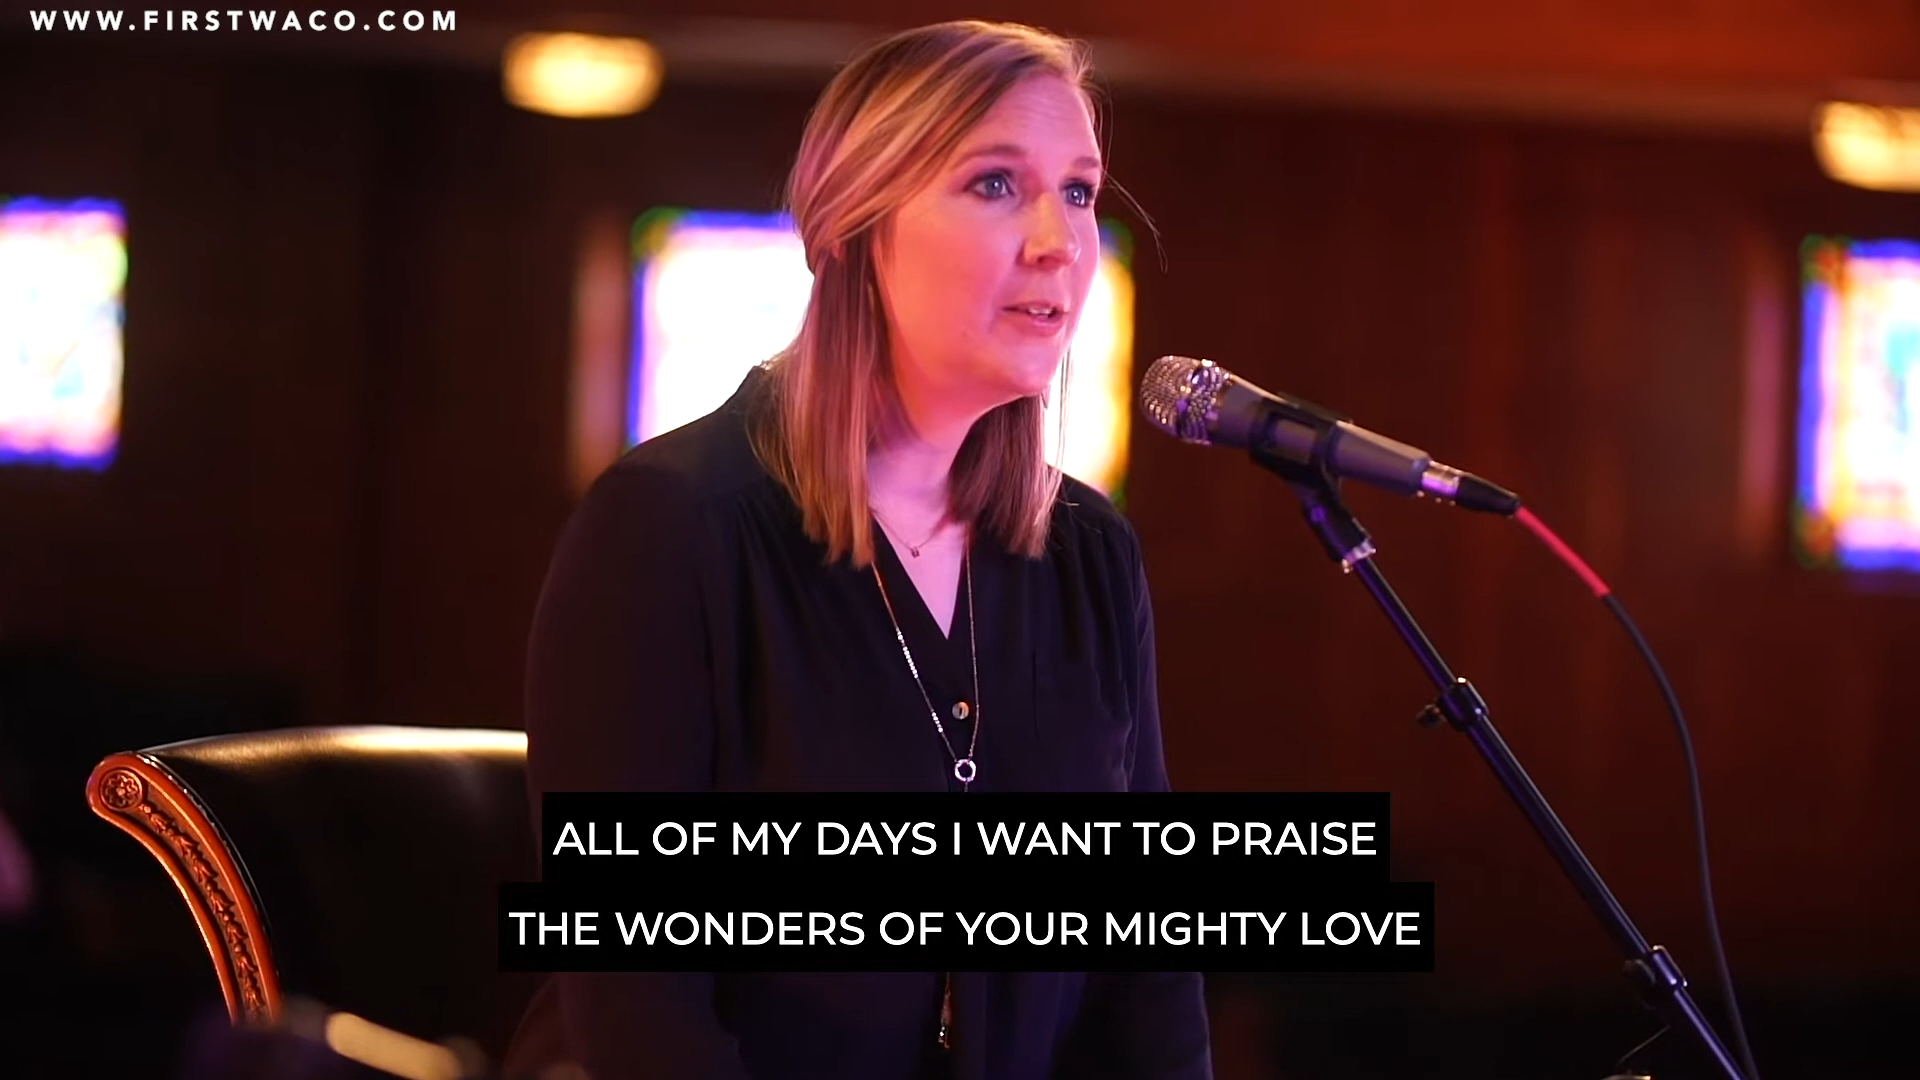 WWW.FIRSTWACO.COM
ALL OF MY DAYS I WANT TO PRAISE
THE WONDERS OF YOUR MIGHTY LOVE